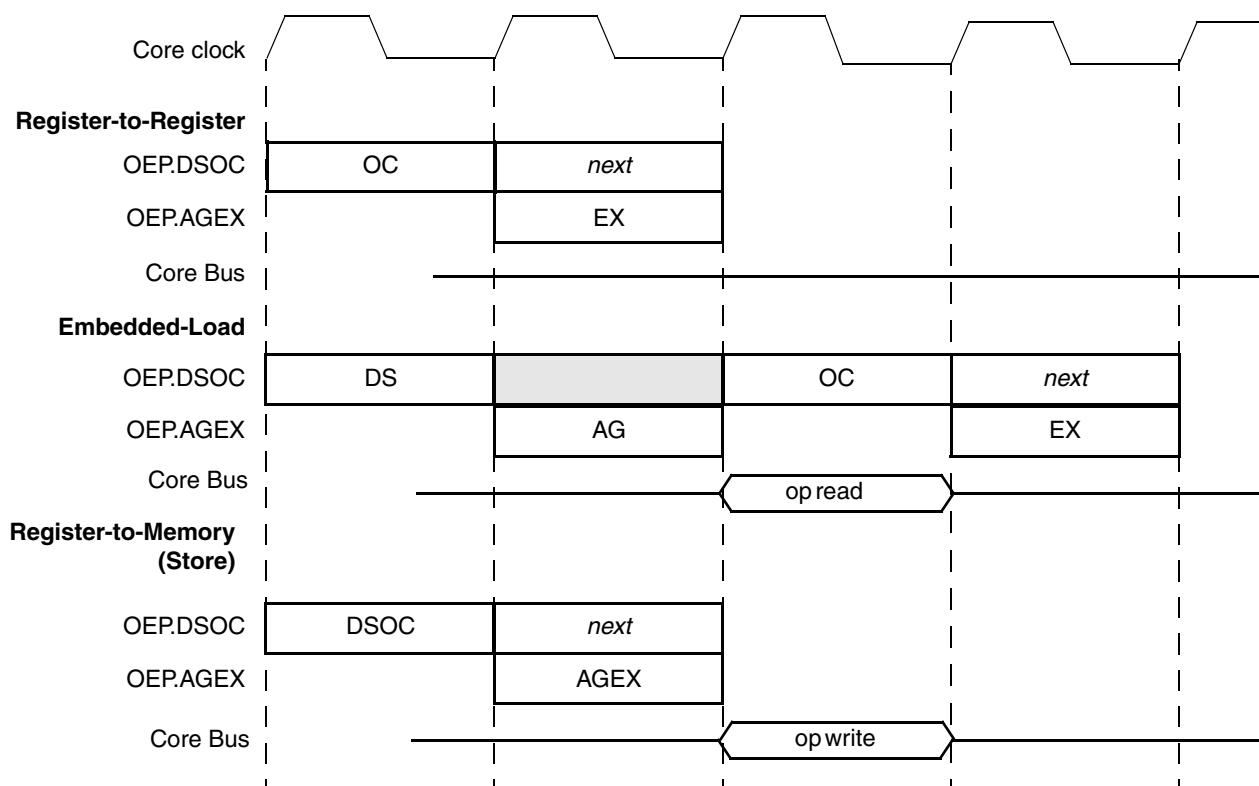 Core clock
Register-to-Register
OEP.DSOC OC next
OEP.AGEX EX
Core Bus
Embedded-Load
OEP.DSOC DS OC next
OEP.AGEX AG EX
Core Bus op read
Register-to-Memory
(Store)
OEP.DSOC DSOC next
OEP.AGEX AGEX
Core Bus op write